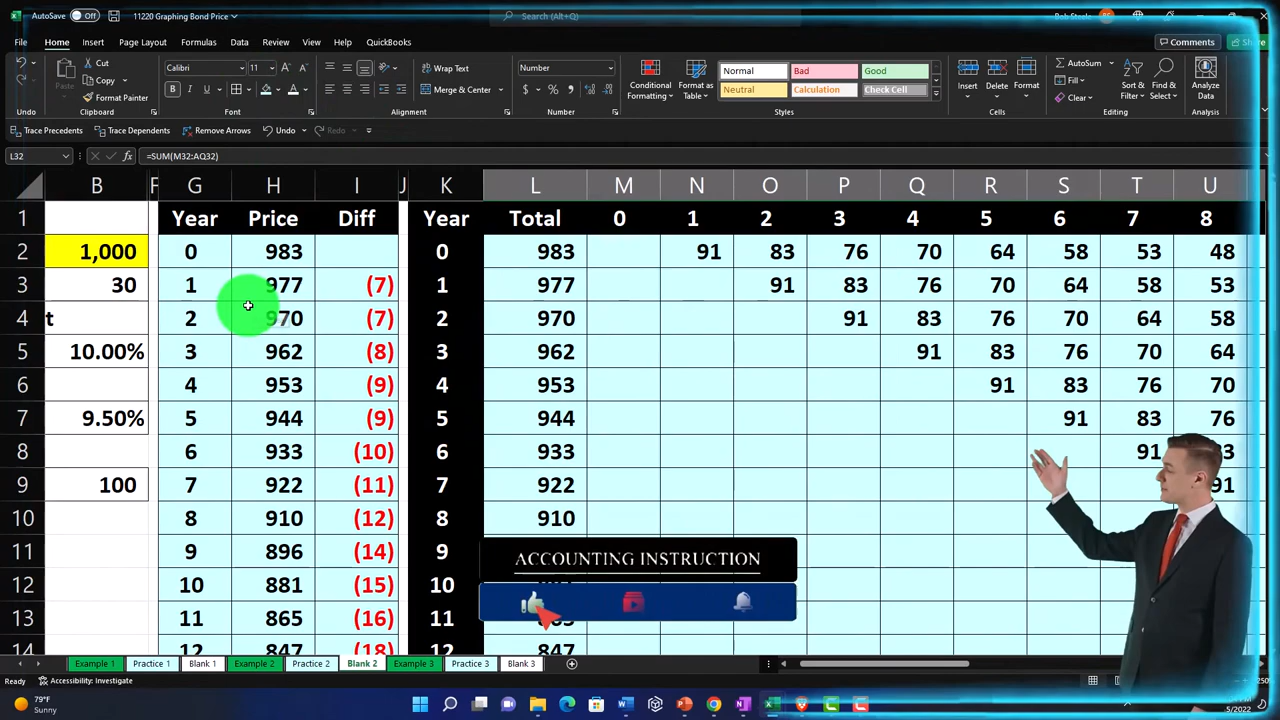 AutoSave Off 11220 Graphing Bond Price Search (Alt+Q)
File Home Insert Page Layout Formulas Data Review View Help QuickBooks Comments Share
Paste Cut Copy Format Painter Calibri 11 Wrap Text Merge & Center Number Conditional Formatting Format as Table Normal Bad Good Neutral Calculation Check Cell Insert Delete Format AutoSum Fill Clear Sort & Filter Find & Select Analyze Data
Undo Clipboard Font Alignment Number Styles Cells Editing Analysis
Trace Precedents Trace Dependents Remove Arrows Undo Redo
L32 =SUM(M32:AQ32)
B F G H I J K L M N O P Q R S T U
1 Year Price Diff Year Total 0 1 2 3 4 5 6 7 8
2 1,000 0 983 0 983 91 83 76 70 64 58 53 48
3 30 1 977 (7) 1 977 91 83 76 70 64 58 53
4 t 2 970 (7) 2 970 91 83 76 70 64 58
5 10.00% 3 962 (8) 3 962 91 83 76 70 64
6 4 953 (9) 4 953 91 83 76 70
7 9.50% 5 944 (9) 5 944 91 83 76
8 6 933 (10) 6 933 91
9 100 7 922 (11) 7 922 91
10 8 910 (12) 8 910
11 9 896 (14) 9
12 10 881 (15) 10
13 11 865 (16) 11
14 12 847 (18) 12 847
ACCOUNTING INSTRUCTION
Example 1 Practice 1 Blank 1 Example 2 Practice 2 Blank 2 Example 3 Practice 3 Blank 3
Ready Accessibility: Investigate
79°F
Sunny